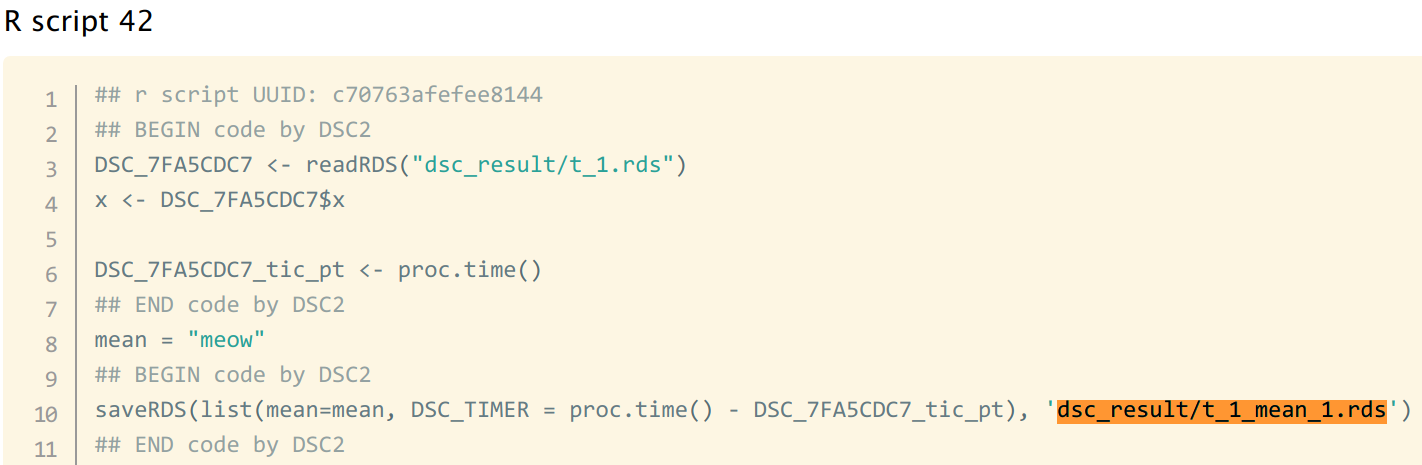 R script 42
1 ## r script UUID: c70763afefee8144
2 ## BEGIN code by DSC2
3 DSC_7FA5CDC7 <- readRDS("dsc_result/t_1.rds")
4 x <- DSC_7FA5CDC7$x
5
6 DSC_7FA5CDC7_tic_pt <- proc.time()
7 ## END code by DSC2
8 mean = "meow"
9 ## BEGIN code by DSC2
10 saveRDS(list(mean=mean, DSC_TIMER = proc.time() - DSC_7FA5CDC7_tic_pt), 'dsc_result/t_1_mean_1.rds')
11 ## END code by DSC2